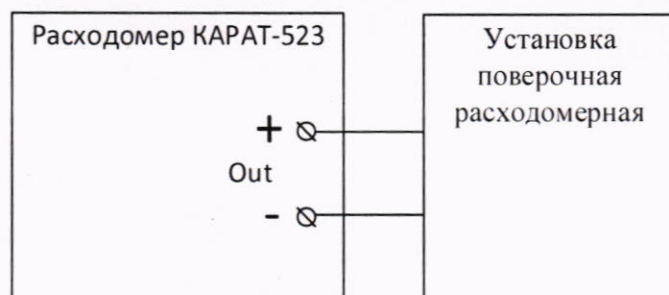 Расходомер КАРАТ-523
Установка
поверочная
расходомерная
+
Out
-